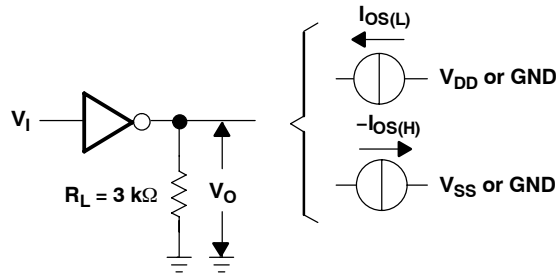 I_OS(L)
V_DD or GND
V_I
–I_OS(H)
R_L = 3 kΩ
V_O
V_SS or GND